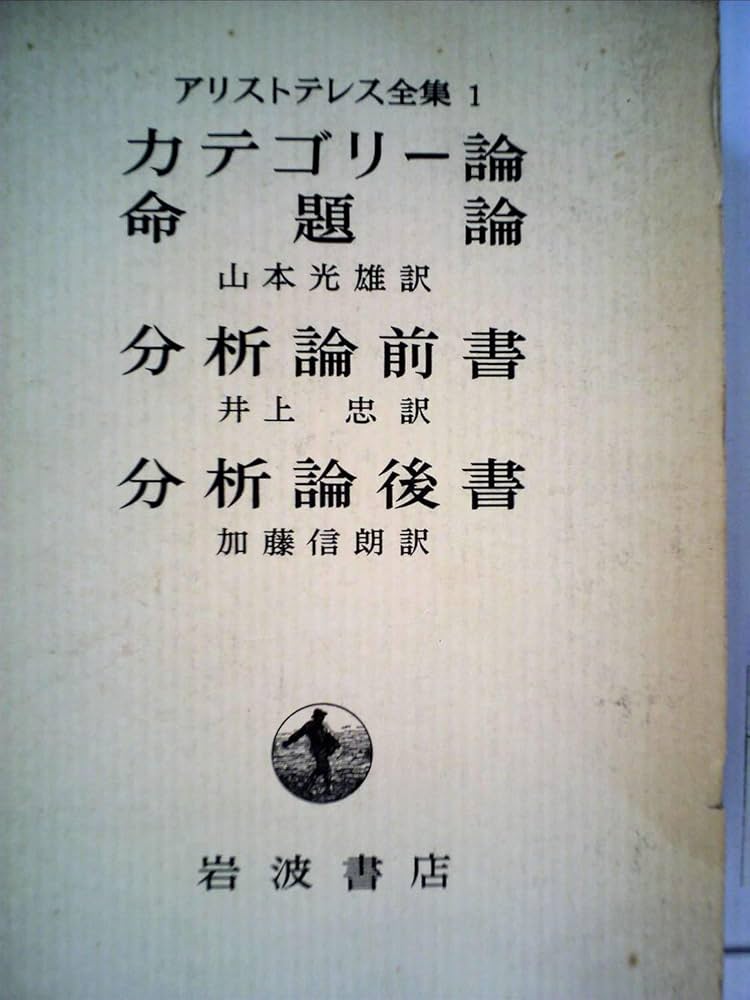 アリストテレス全集 1
カテゴリー論
命題論
山本光雄訳
分析論前書
井上 忠訳
分析論後書
加藤信朗訳
岩波書店